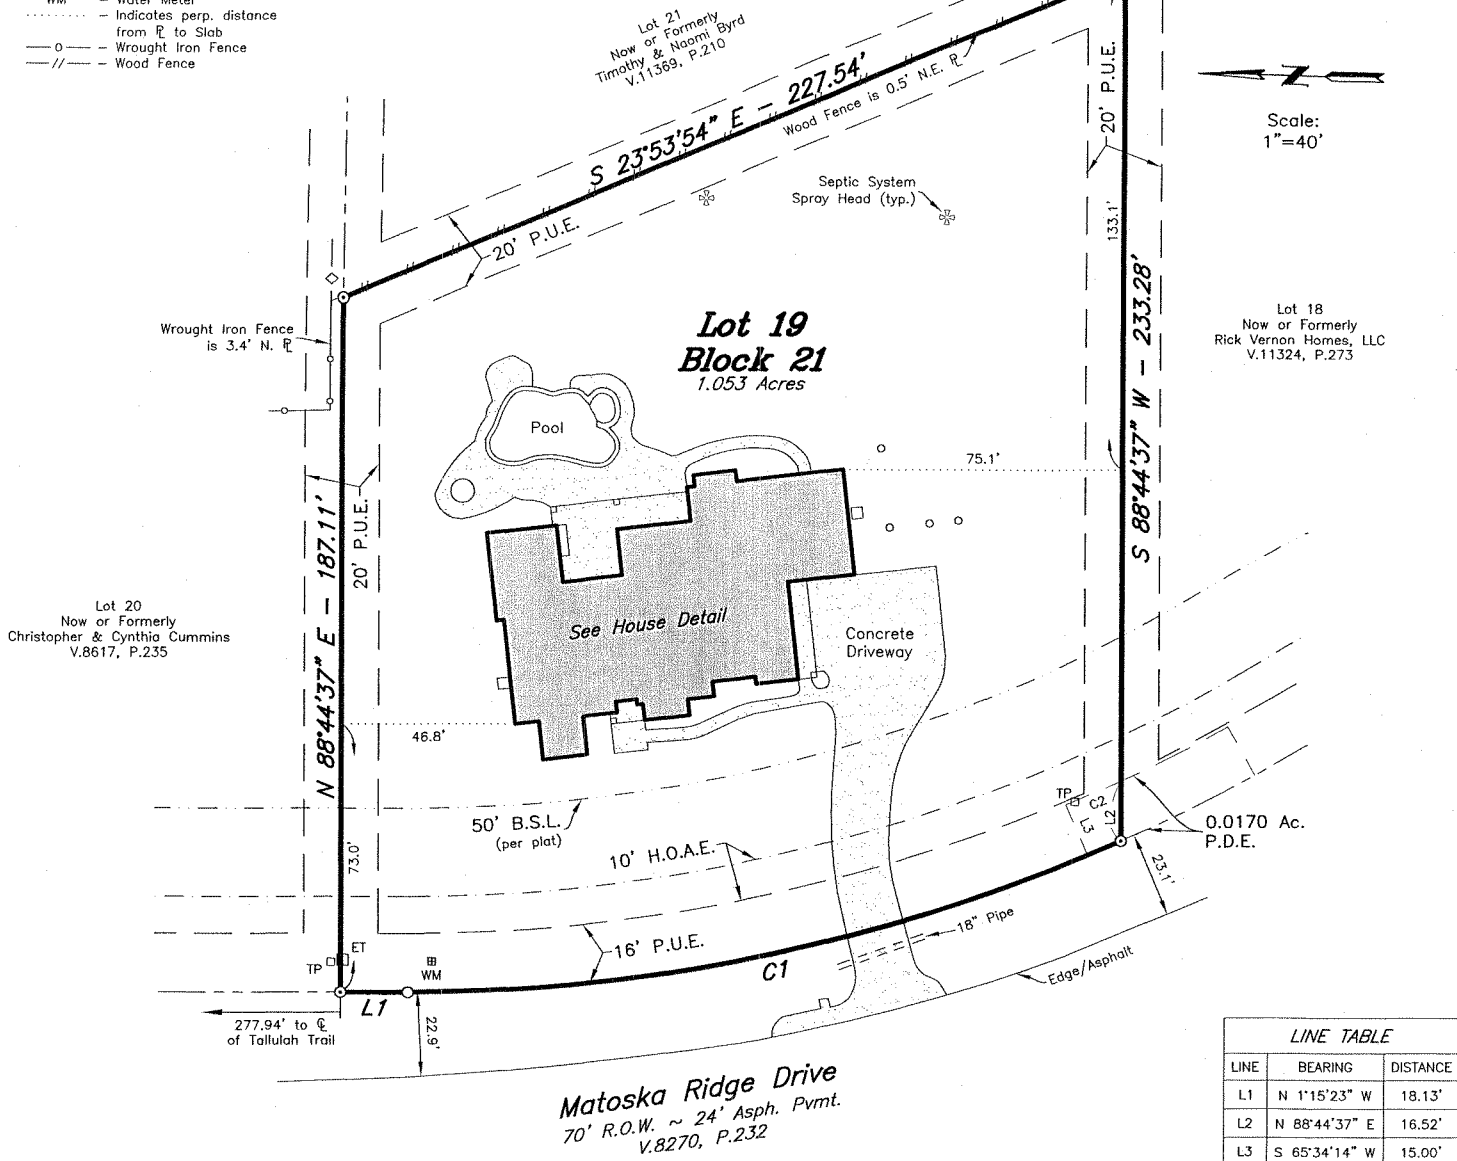 WM – Water Meter
– Indicates perp. distance
from ℙL to Slab
O – Wrought Iron Fence
// – Wood Fence
Lot 21
Now or Formerly
Timothy & Naomi Byrd
V.11369, P.210
S 23°53'54" E – 227.54'
Wood Fence is 0.5' N.E. ℙL
20' P.U.E.
Scale:
1"=40'
Septic System
Spray Head (typ.)
20' P.U.E.
133.1'
S 88°44'37" W – 233.28'
Wrought Iron Fence
is 3.4' N. ℙL
Lot 19
Block 21
1.053 Acres
Lot 18
Now or Formerly
Rick Vernon Homes, LLC
V.11324, P.273
Pool
75.1'
N 88°44'37" E – 187.11'
20' P.U.E.
Lot 20
Now or Formerly
Christopher & Cynthia Cummins
V.8617, P.235
See House Detail
Concrete
Driveway
46.8'
50' B.S.L.
(per plat)
10' H.O.A.E.
73.0'
TP
C2
L2
L3
0.0170 Ac.
P.D.E.
23.1'
16' P.U.E.
18" Pipe
ET
TP
WM
C1
L1
Edge/Asphalt
277.94' to ℄
of Tallulah Trail
22.9'
Matoska Ridge Drive
70' R.O.W. ~ 24' Asph. Pvmt.
V.8270, P.232
LINE TABLE
LINE BEARING DISTANCE
L1 N 1°15'23" W 18.13'
L2 N 88°44'37" E 16.52'
L3 S 65°34'14" W 15.00'